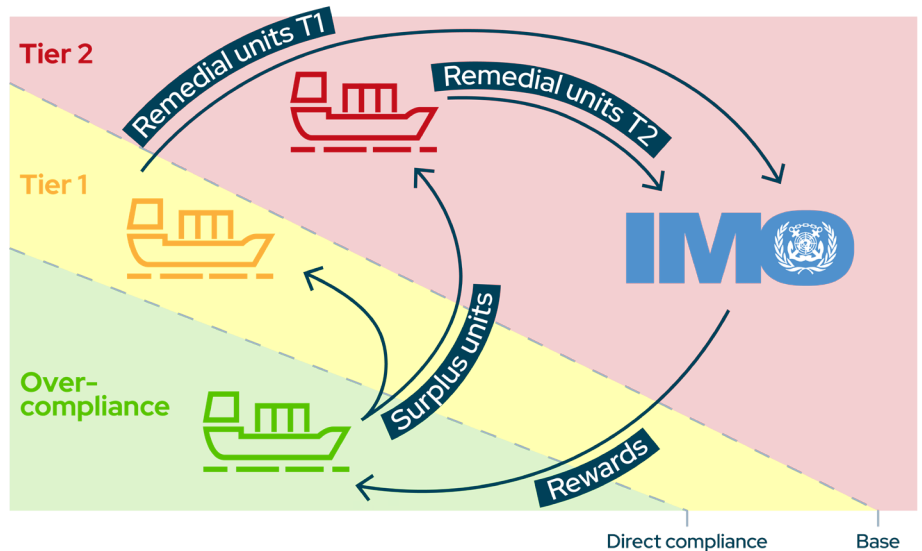 Remedial units T1
Tier 2
Remedial units T2
Tier 1
IMO
Surplus units
Over-
compliance
Rewards
Direct compliance
Base